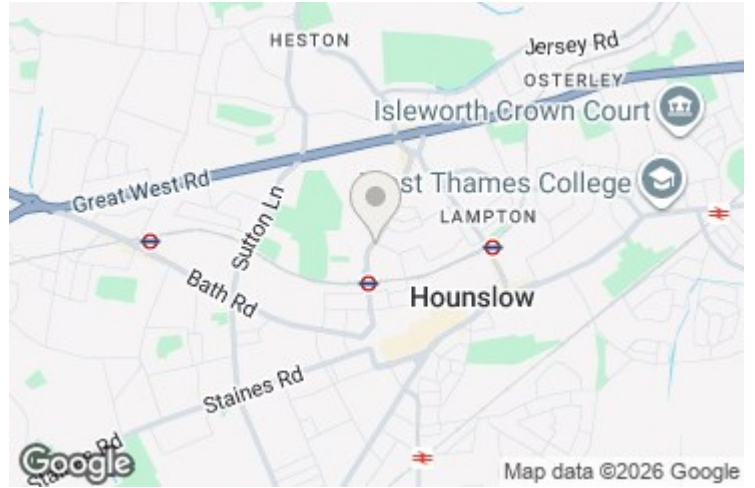 HESTON
Jersey Rd
OSTERLEY
Isleworth Crown Court
Great West Rd
Sutton Ln
st Thames College
LAMPTON
Bath Rd
Hounslow
Staines Rd
Rd
Google
Map data ©2026 Google